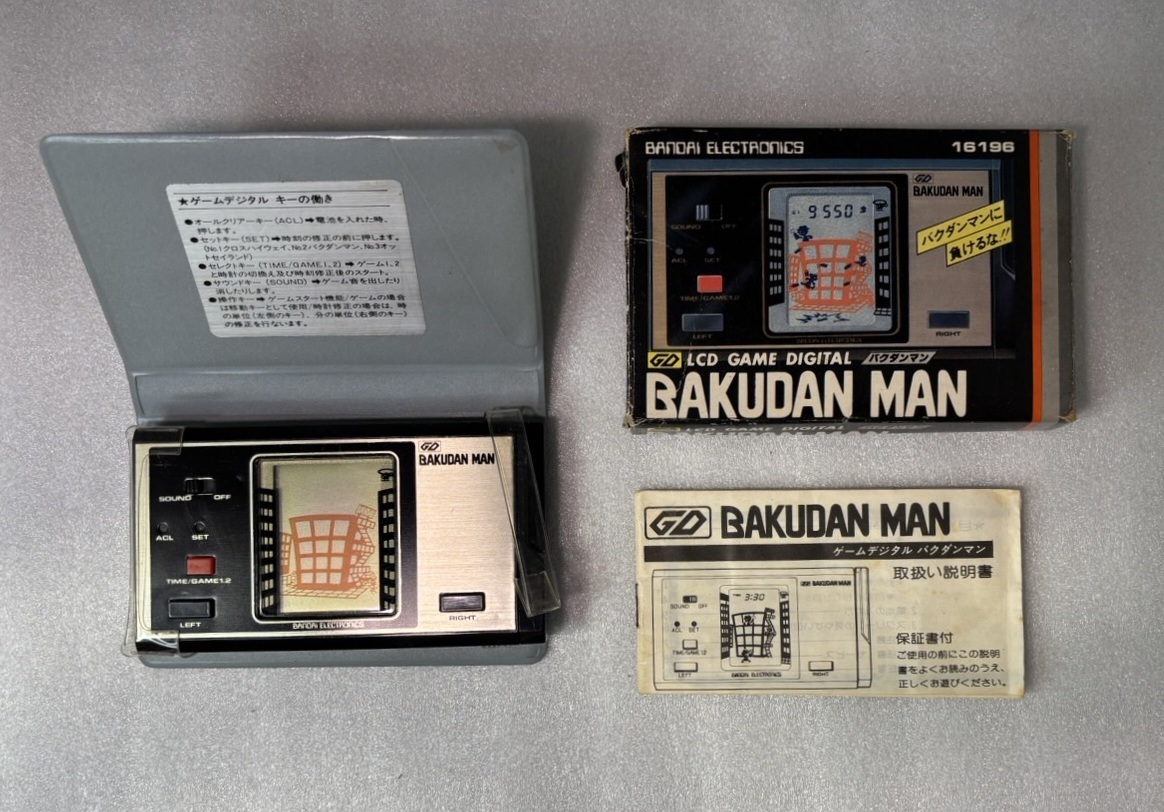 ★ゲームデジタル キーの働き
●オールクリアーキー(ACL)➡電池を入れた時、
押します。
●セットキー(SET)➡時刻の修正の前に押します。
(No.1クロスハイウェイ、No.2バクダンマン、No.3オッ
トセイランド)
●セレクトキー(TIME/GAME1,2)➡ゲーム1,2
と時計の切換え及び時刻修正後のスタート。
●サウンドキー(SOUND)➡ゲーム音を出したり
消したりします。
●操作キー➡ゲームスタート機能/ゲームの場合
は移動キーとして使用/時計修正の場合は、時
の単位(左側のキー)、分の単位(右側のキー)
の修正を行ないます。
GD
BAKUDAN MAN
SOUND OFF
ACL SET
TIME/GAME1.2
LEFT
RIGHT
BANDAI ELECTRONICS
BANDAI ELECTRONICS 16196
GD
BAKUDAN MAN
9550
SOUND OFF
ACL SET
TIME/GAME1.2
LEFT
RIGHT
バクダンマンに
負けるな!!
GD LCD GAME DIGITAL バクダンマン
BAKUDAN MAN
LCD GAME DIGITAL
GD BAKUDAN MAN
ゲームデジタル バクダンマン
取扱い説明書
GD BAKUDAN MAN
3:30
SOUND OFF
ACL SET
TIME/GAME1.2
LEFT
RIGHT
BANDAI ELECTRONICS
保証書付
ご使用の前にこの説明
書をよくお読みのうえ、
正しくお遊びください。